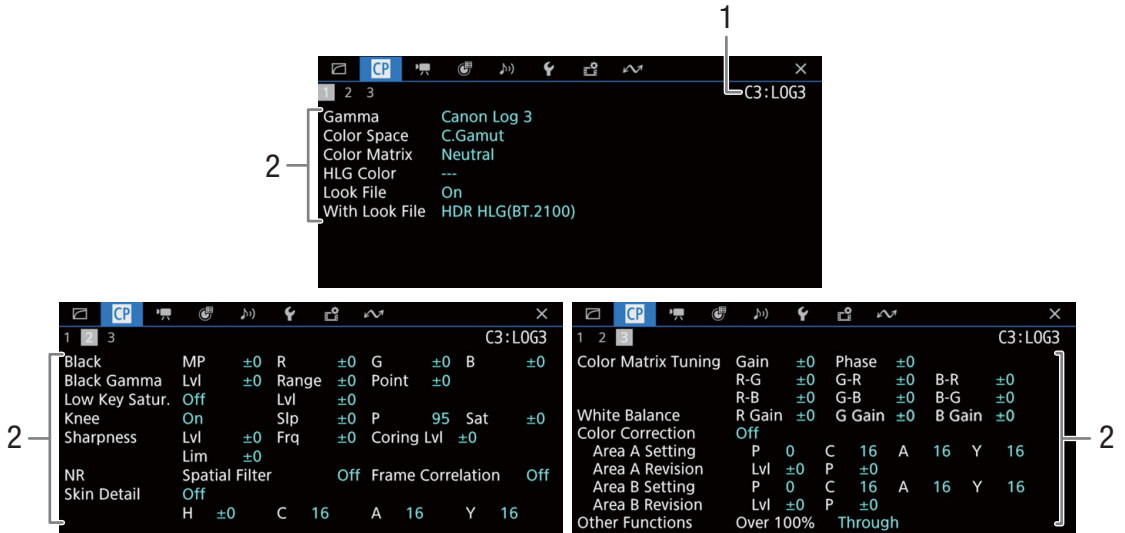 1
CP
1 2 3 C3:LOG3
Gamma Canon Log 3
Color Space C.Gamut
Color Matrix Neutral
2
HLG Color ---
Look File On
With Look File HDR HLG(BT.2100)
CP
1 2 3 C3:LOG3
Black MP ±0 R ±0 G ±0 B ±0
Black Gamma Lvl ±0 Range ±0 Point ±0
Low Key Satur. Off Lvl ±0
Knee On Slp ±0 P 95 Sat ±0
2
Sharpness Lvl ±0 Frq ±0 Coring Lvl ±0
Lim ±0
NR Spatial Filter Off Frame Correlation Off
Skin Detail Off
H ±0 C 16 A 16 Y 16
CP
1 2 3 C3:LOG3
Color Matrix Tuning Gain ±0 Phase ±0
R-G ±0 G-R ±0 B-R ±0
R-B ±0 G-B ±0 B-G ±0
White Balance R Gain ±0 G Gain ±0 B Gain ±0
Color Correction Off
2
Area A Setting P 0 C 16 A 16 Y 16
Area A Revision Lvl ±0 P ±0
Area B Setting P 0 C 16 A 16 Y 16
Area B Revision Lvl ±0 P ±0
Other Functions Over 100% Through